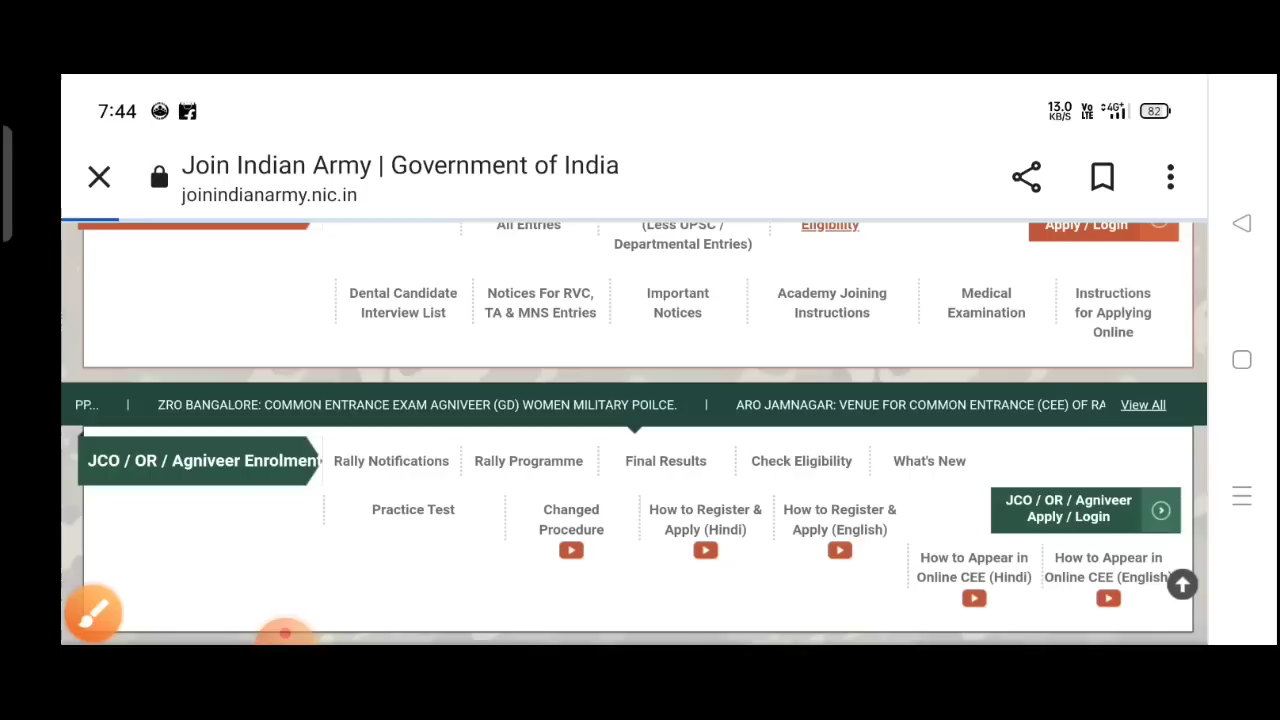 7:44
13.0 KB/S Vo LTE 4G+ 82
Join Indian Army | Government of India
joinindianarmy.nic.in
All Entries
(Less UPSC /
Departmental Entries)
Eligibility
Apply / Login
Dental Candidate
Interview List
Notices For RVC,
TA & MNS Entries
Important
Notices
Academy Joining
Instructions
Medical
Examination
Instructions
for Applying
Online
PP... | ZRO BANGALORE: COMMON ENTRANCE EXAM AGNIVEER (GD) WOMEN MILITARY POILCE. | ARO JAMNAGAR: VENUE FOR COMMON ENTRANCE (CEE) OF RA View All
JCO / OR / Agniveer Enrolment
Rally Notifications
Rally Programme
Final Results
Check Eligibility
What's New
Practice Test
Changed
Procedure
How to Register &
Apply (Hindi)
How to Register &
Apply (English)
JCO / OR / Agniveer
Apply / Login
How to Appear in
Online CEE (Hindi)
How to Appear in
Online CEE (English)